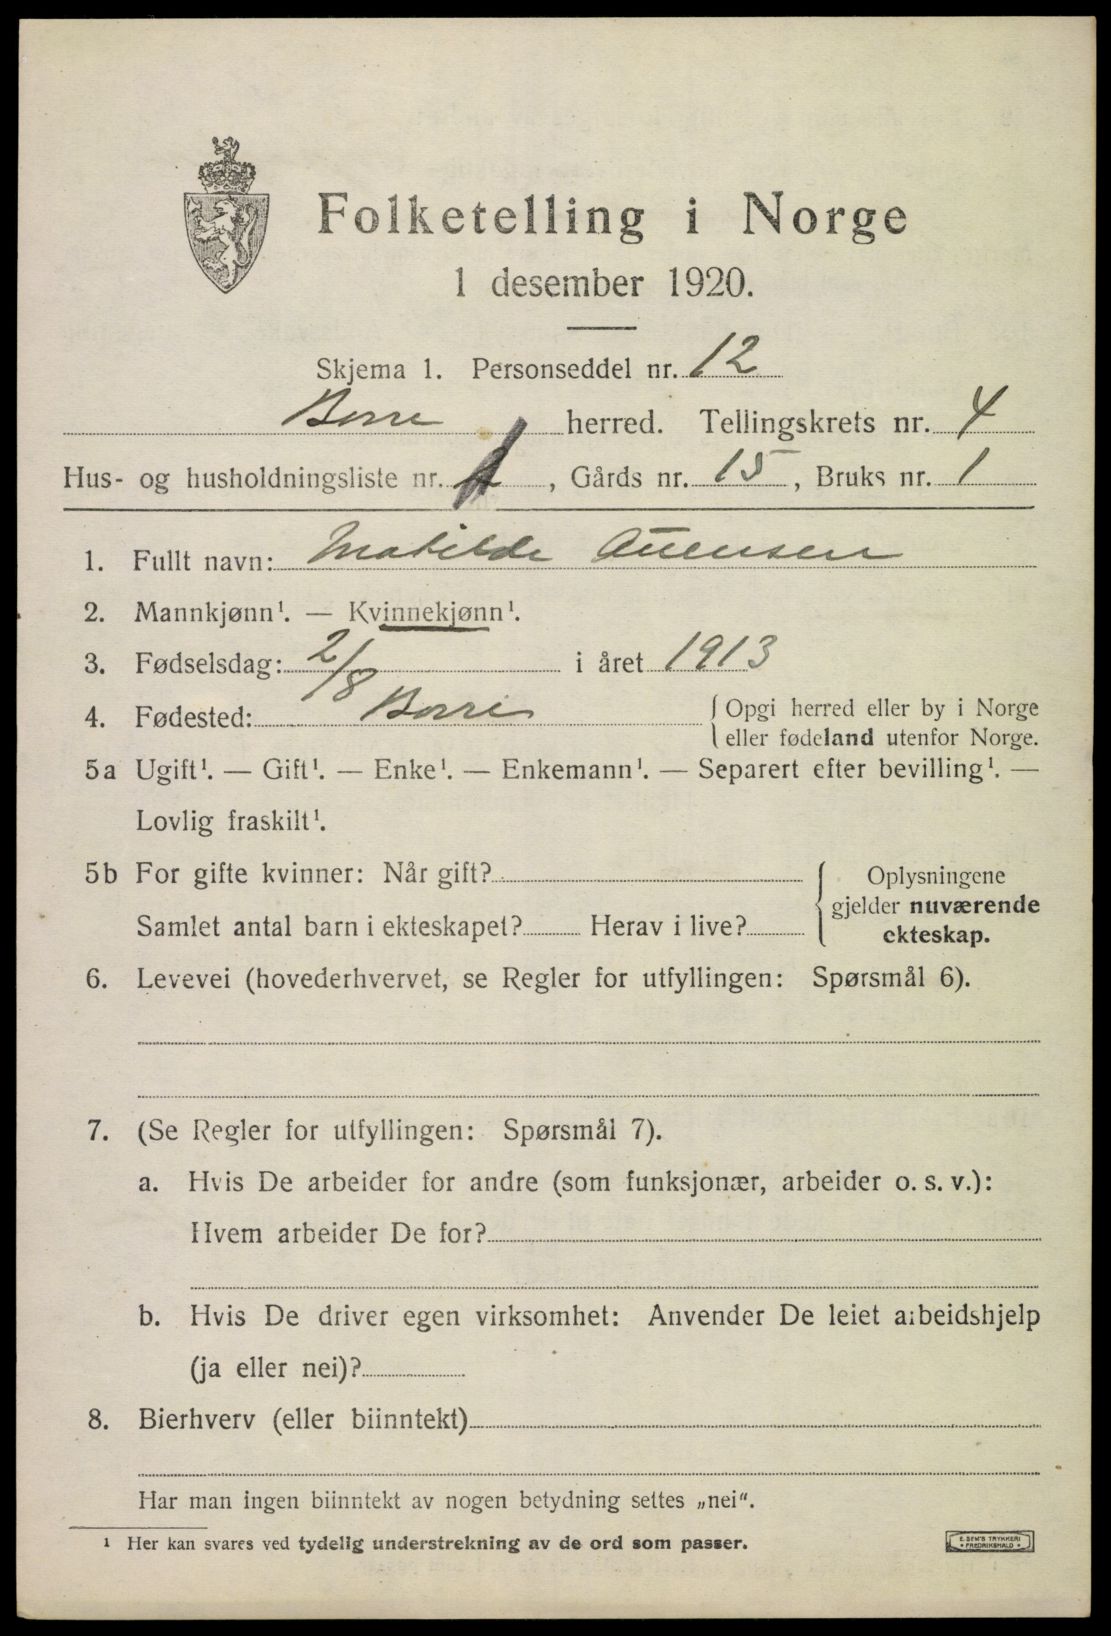 Folketelling i Norge
1 desember 1920.
Skjema 1. Personseddel nr. 12
Borre herred. Tellingskrets nr. 4
Hus- og husholdningsliste nr. , Gårds nr. 15, Bruks nr. 1
1. Fullt navn: Matilde
2. Mannkjønn¹. — Kvinnekjønn¹.
3. Fødselsdag: 2/8 i året 1913
4. Fødested: Borre { Opgi herred eller by i Norge
eller fødeland utenfor Norge.
5a Ugift¹. — Gift¹. — Enke¹. — Enkemann¹. — Separert efter bevilling¹. —
Lovlig fraskilt¹.
5b For gifte kvinner: Når gift?
Samlet antal barn i ekteskapet? Herav i live?
{ Oplysningene
gjelder nuværende
ekteskap.
6. Levevei (hovederhvervet, se Regler for utfyllingen: Spørsmål 6).
7. (Se Regler for utfyllingen: Spørsmål 7).
a. Hvis De arbeider for andre (som funksjonær, arbeider o. s. v.):
Hvem arbeider De for?
b. Hvis De driver egen virksomhet: Anvender De leiet arbeidshjelp
(ja eller nei)?
8. Bierhverv (eller biinntekt)
Har man ingen biinntekt av nogen betydning settes „nei“.
¹ Her kan svares ved tydelig understrekning av de ord som passer.
E. SEM'S TRYKKERI
FREDRIKSHALD